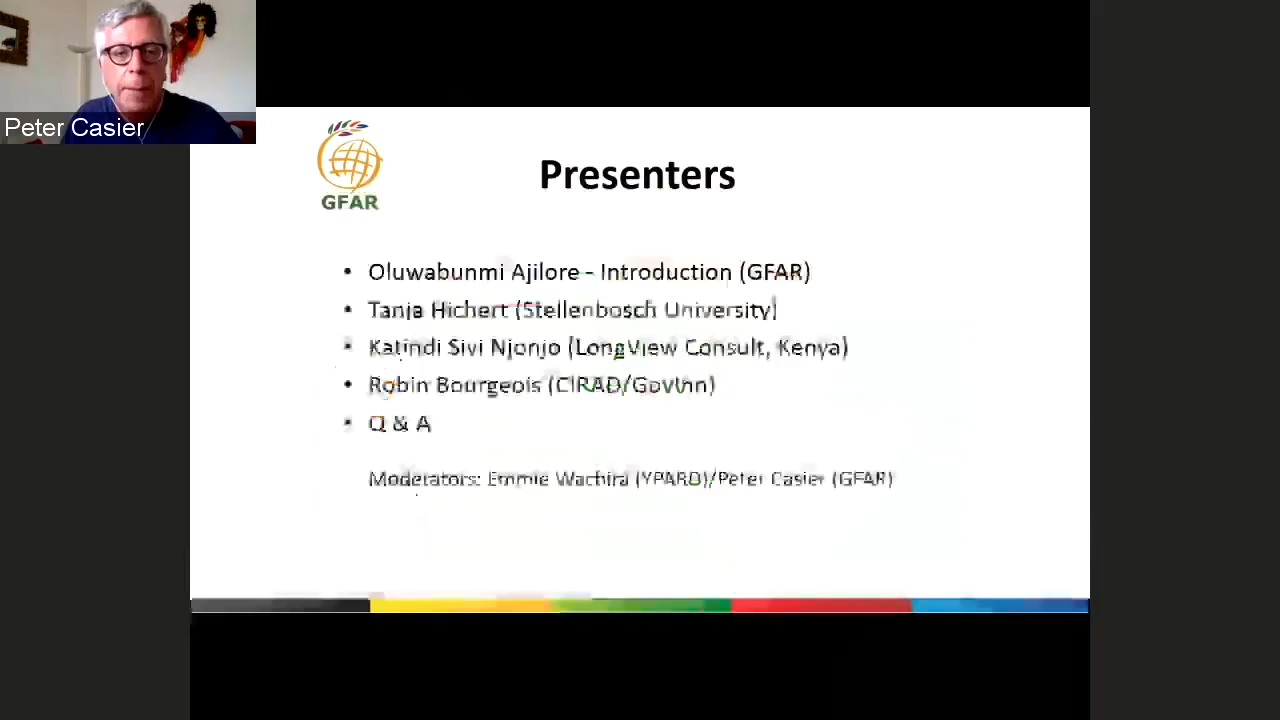 Peter Casier
GFAR
Presenters
• Oluwabunmi Ajilore - Introduction (GFAR)
• Tanja Hichert (Stellenbosch University)
• Katindi Sivi Njonjo (LongView Consult, Kenya)
• Robin Bourgeois (CIRAD/GovInn)
• Q & A
Moderators: Emmie Wachira (YPARD)/Peter Casier (GFAR)